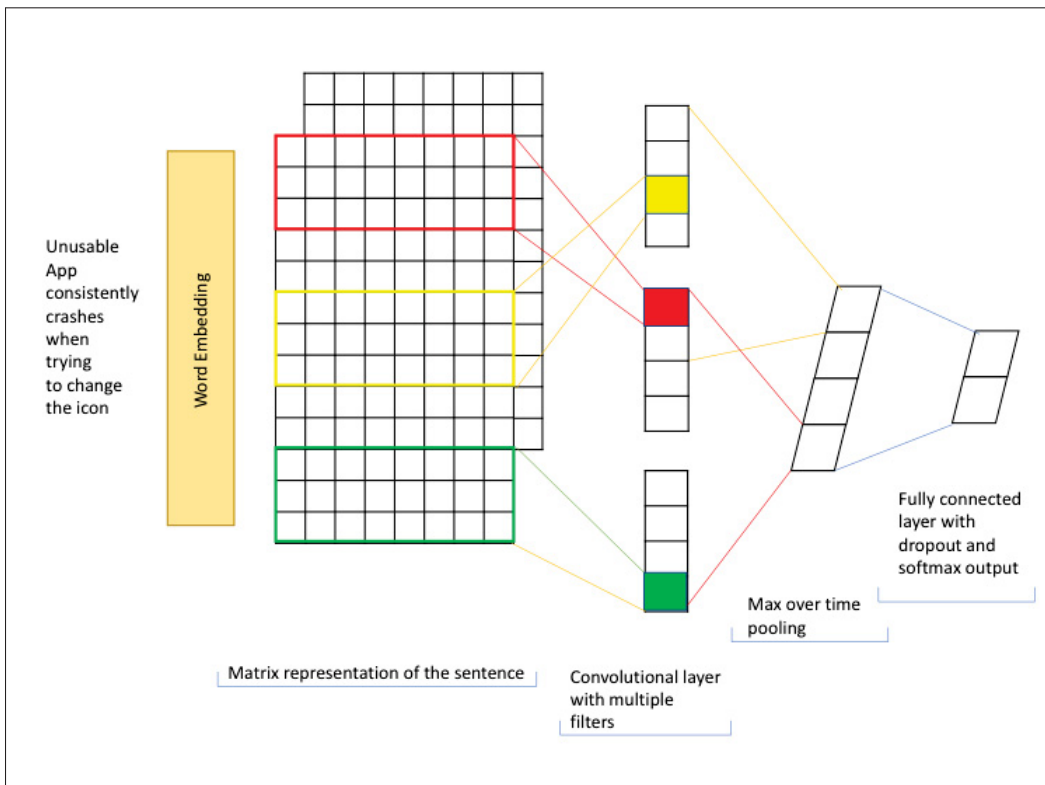 Unusable
App
consistently
crashes
when
trying
to change
the icon
Word Embedding
Matrix representation of the sentence
Convolutional layer
with multiple
filters
Max over time
pooling
Fully connected
layer with
dropout and
softmax output